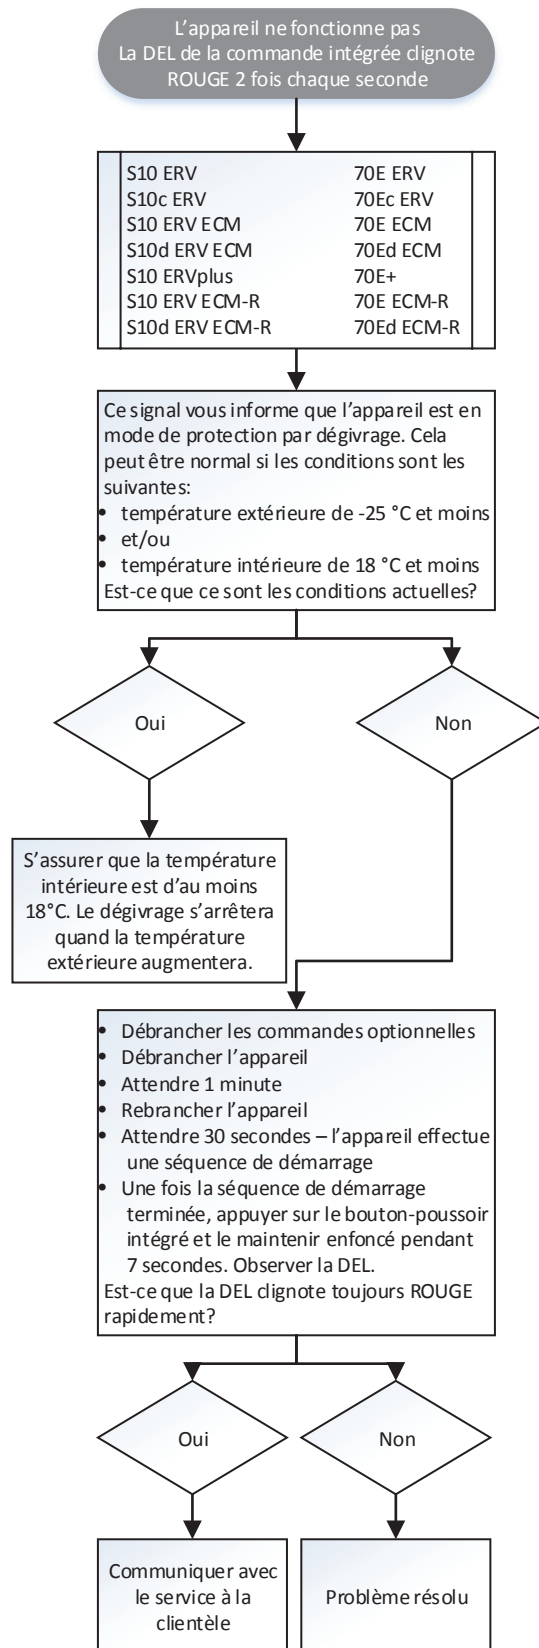 L'appareil ne fonctionne pas
La DEL de la commande intégrée clignote
ROUGE 2 fois chaque seconde
S10 ERV 70E ERV
S10c ERV 70Ec ERV
S10 ERV ECM 70E ECM
S10d ERV ECM 70Ed ECM
S10 ERVplus 70E+
S10 ERV ECM-R 70E ECM-R
S10d ERV ECM-R 70Ed ECM-R
Ce signal vous informe que l'appareil est en
mode de protection par dégivrage. Cela
peut être normal si les conditions sont les
suivantes:
• température extérieure de -25 °C et moins
• et/ou
• température intérieure de 18 °C et moins
Est-ce que ce sont les conditions actuelles?
Oui
Non
S'assurer que la température
intérieure est d'au moins
18°C. Le dégivrage s'arrêtera
quand la température
extérieure augmentera.
• Débrancher les commandes optionnelles
• Débrancher l'appareil
• Attendre 1 minute
• Rebrancher l'appareil
• Attendre 30 secondes – l'appareil effectue
une séquence de démarrage
• Une fois la séquence de démarrage
terminée, appuyer sur le bouton-poussoir
intégré et le maintenir enfoncé pendant
7 secondes. Observer la DEL.
Est-ce que la DEL clignote toujours ROUGE
rapidement?
Oui
Non
Communiquer avec
le service à la
clientèle
Problème résolu